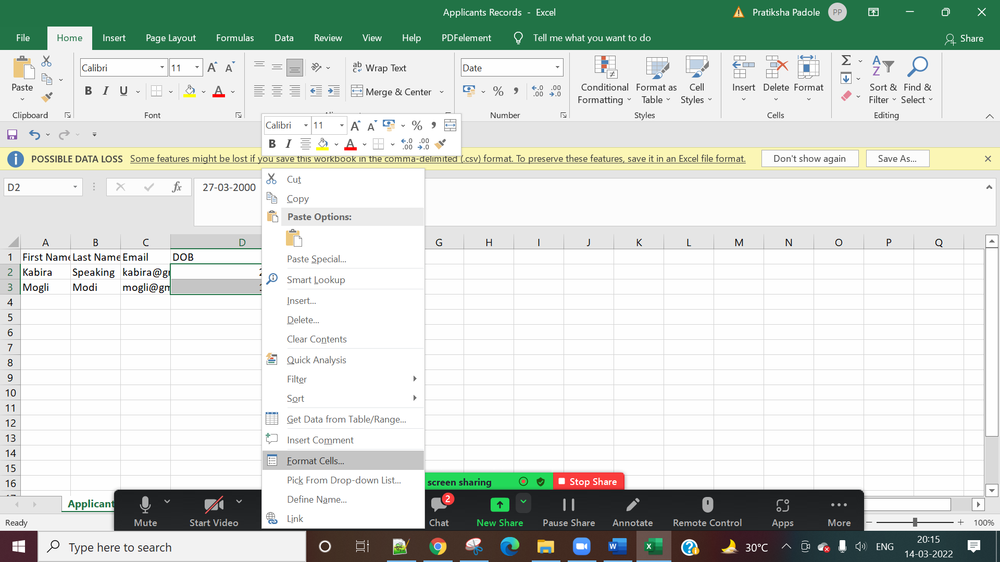 Applicants Records - Excel
Pratiksha Padole
PP
File
Home
Insert
Page Layout
Formulas
Data
Review
View
Help
PDFelement
Tell me what you want to do
Share
Paste
Clipboard
Calibri
11
B I U
A
Font
Wrap Text
Merge & Center
Date
%
Number
Conditional Formatting
Format as Table
Cell Styles
Styles
Insert
Delete
Format
Cells
Sort & Filter
Find & Select
Editing
Calibri
11
%
B I
A
POSSIBLE DATA LOSS
Some features might be lost if you save this workbook in the comma-delimited (.csv) format. To preserve these features, save it in an Excel file format.
Don't show again
Save As...
D2
fx
27-03-2000
Cut
Copy
Paste Options:
Paste Special...
Smart Lookup
Insert...
Delete...
Clear Contents
Quick Analysis
Filter
Sort
Get Data from Table/Range...
Insert Comment
Format Cells...
Pick From Drop-down List...
Define Name...
Link
A B C D G H I J K L M N O P Q
1 First Name Last Name Email DOB
2 Kabira Speaking kabira@gr
3 Mogli Modi mogli@gm
4
5
6
7
8
9
10
11
12
13
14
15
16
Applicant
screen sharing
Stop Share
Ready
Mute
Start Video
2
Chat
New Share
Pause Share
Annotate
Remote Control
Apps
More
100%
Type here to search
30°C
ENG
20:15
14-03-2022